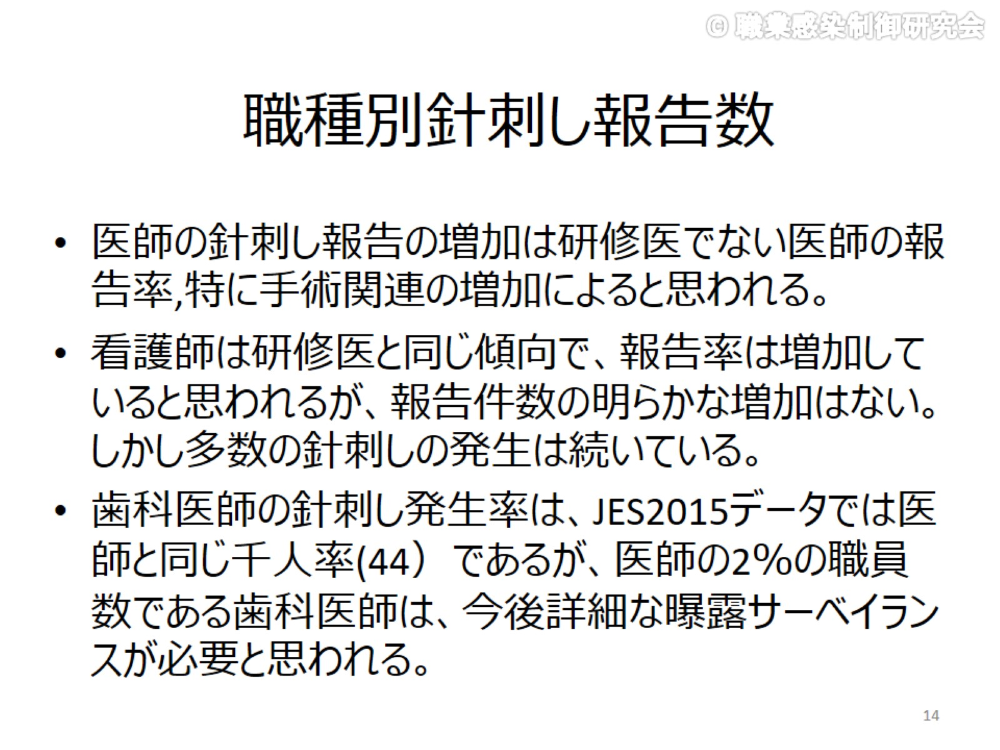 © 職業感染制御研究会
職種別針刺し報告数
• 医師の針刺し報告の増加は研修医でない医師の報
告率,特に手術関連の増加によると思われる。
• 看護師は研修医と同じ傾向で、報告率は増加して
いると思われるが、報告件数の明らかな増加はない。
しかし多数の針刺しの発生は続いている。
• 歯科医師の針刺し発生率は、JES2015データでは医
師と同じ千人率(44）であるが、医師の2%の職員
数である歯科医師は、今後詳細な曝露サーベイラン
スが必要と思われる。
14